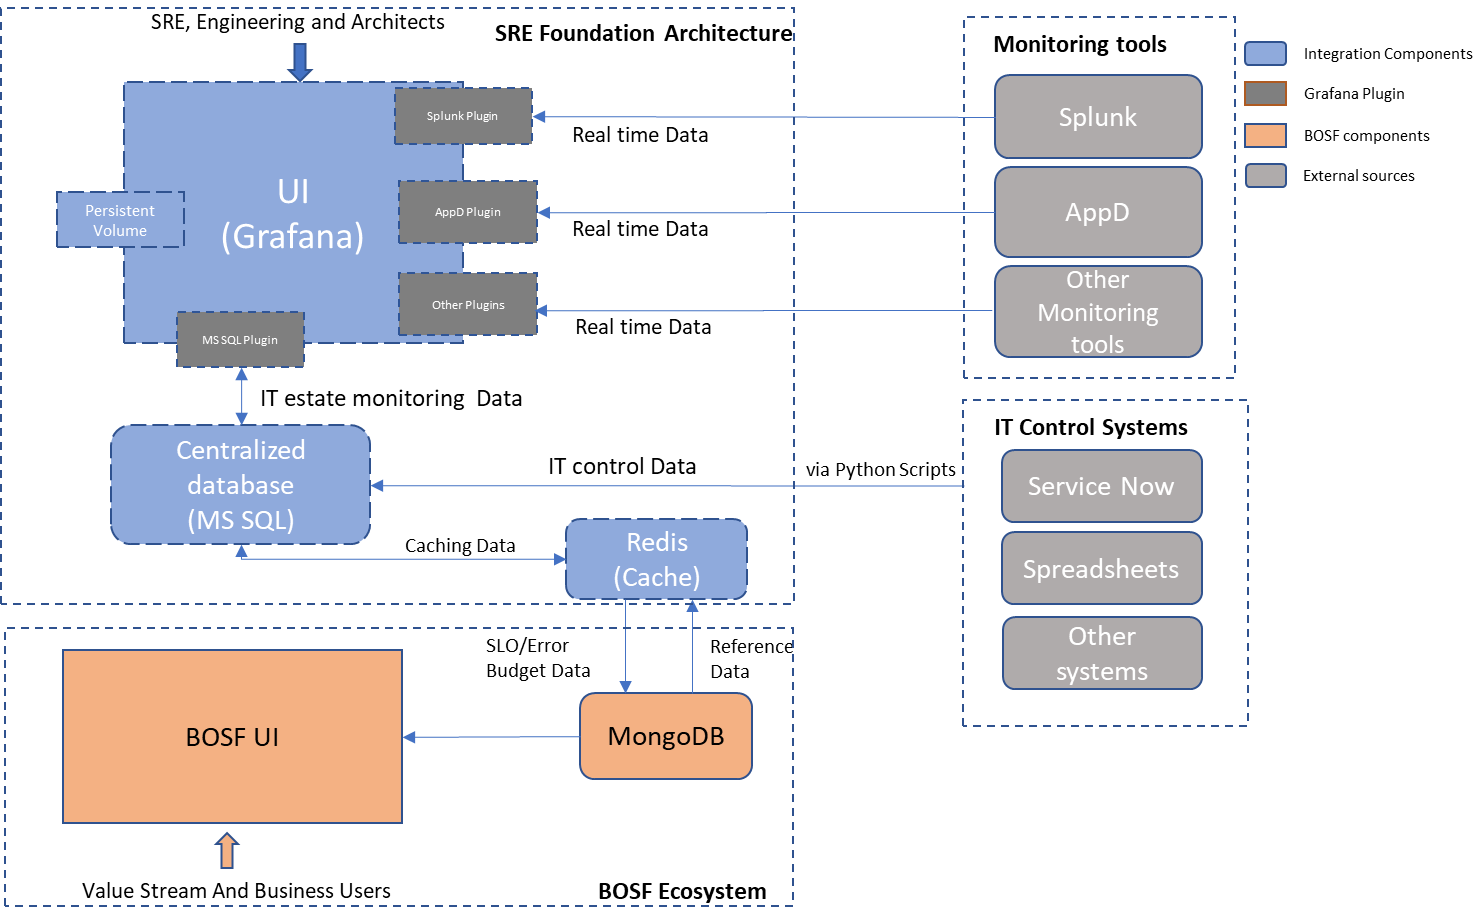 SRE, Engineering and Architects
SRE Foundation Architecture
UI
(Grafana)
Persistent
Volume
Splunk Plugin
AppD Plugin
Other Plugins
MS SQL Plugin
Real time Data
Real time Data
Real time Data
Monitoring tools
Splunk
AppD
Other
Monitoring
tools
Integration Components
Grafana Plugin
BOSF components
External sources
IT estate monitoring Data
Centralized
database
(MS SQL)
IT control Data
via Python Scripts
IT Control Systems
Service Now
Spreadsheets
Other
systems
Caching Data
Redis
(Cache)
SLO/Error
Budget Data
Reference
Data
BOSF UI
MongoDB
Value Stream And Business Users
BOSF Ecosystem